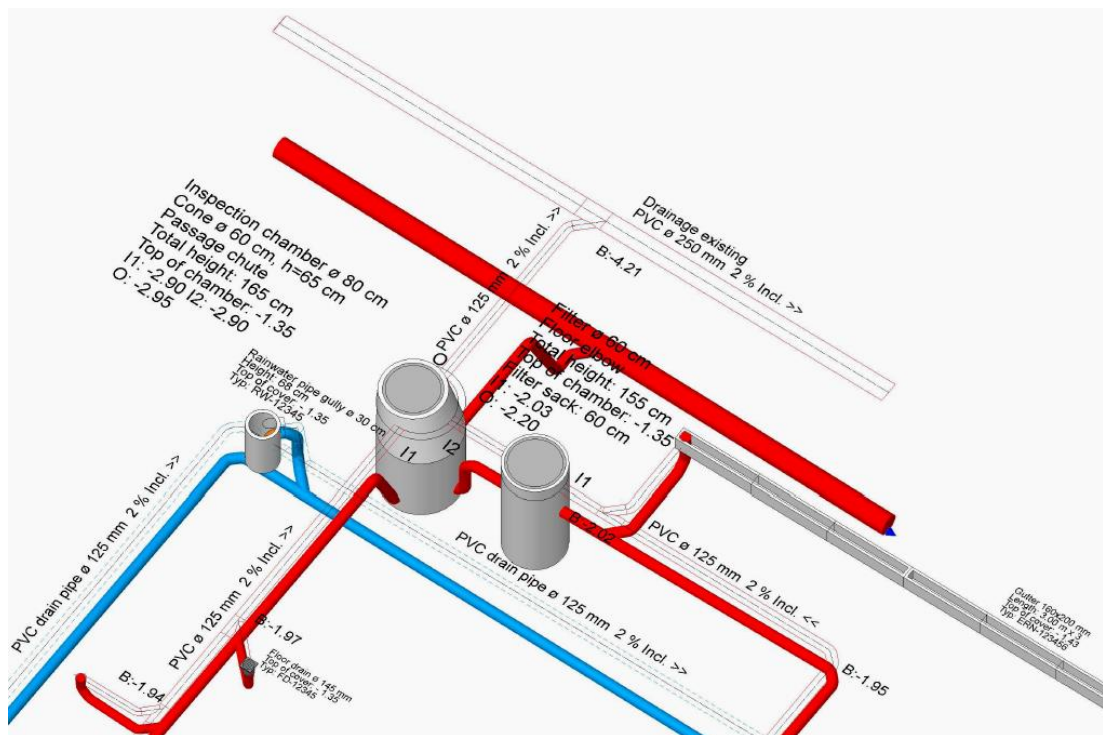 Drainage existing
PVC ø 250 mm 2 % Incl. >>
B:-4.21
PVC ø 125 mm 2 % Incl. >>
O
Inspection chamber ø 80 cm
Cone ø 60 cm, h=65 cm
Passage chute
Total height: 165 cm
Top of chamber: -1.35
I1: -2.90 I2: -2.90
O: -2.95
Filter ø 60 cm
Floor elbow
Total height: 155 cm
Top of chamber: -1.35
Filter sack: 60 cm
I1: -2.03
O: -2.20
Rainwater pipe gully ø 30 cm
Height: 68 cm
Top of cover: - 1.35
Typ: RW-12345
I1
I2
I1
B:-2.02
PVC drain pipe ø 125 mm 2 % Incl. >>
PVC ø 125 mm 2 % Incl. >>
PVC drain pipe ø 125 mm 2 % Incl. >>
PVC ø 125 mm 2 % Incl. <<
Gutter 160x200 mm
Length: 3.00 m x 3
Top of cover: - 1.43
Typ: ERN-123456
B:-1.97
Floor drain ø 145 mm
Top of cover: - 1.35
Typ: FD-12345
B:-1.94
B:-1.95